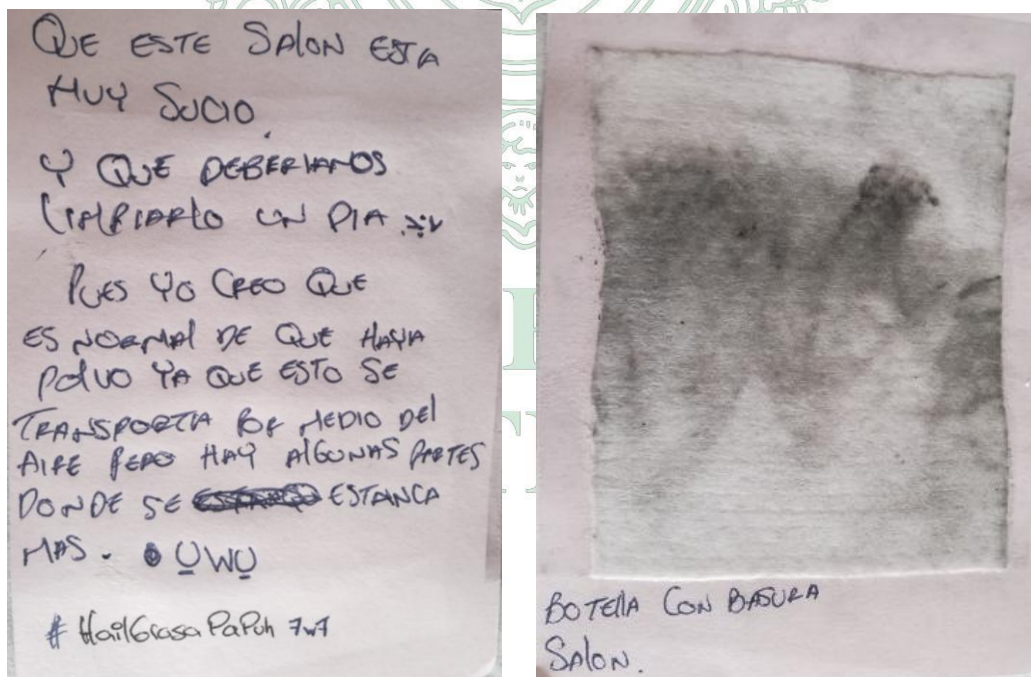 QUE ESTE SALON ESTA
MUY SUCIO.
Y QUE DEBERIAMOS
LIMPIARLO UN DIA
PUES YO CREO QUE
ES NORMAL DE QUE HAYA
POLVO YA QUE ESTO SE
TRANSPORTA POR MEDIO DEL
AIRE PERO HAY ALGUNAS PARTES
DONDE SE ESTANCA
MAS. UWU
# HailGrasaPaPuh 7w7
BOTELLA CON BASURA
SALON.